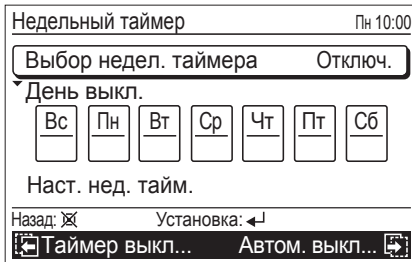 Недельный таймер Пн 10:00
Выбор недел. таймера Отключ.
День выкл.
Вс Пн Вт Ср Чт Пт Сб
Наст. нед. тайм.
Назад: Установка:
Таймер выкл... Автом. выкл...